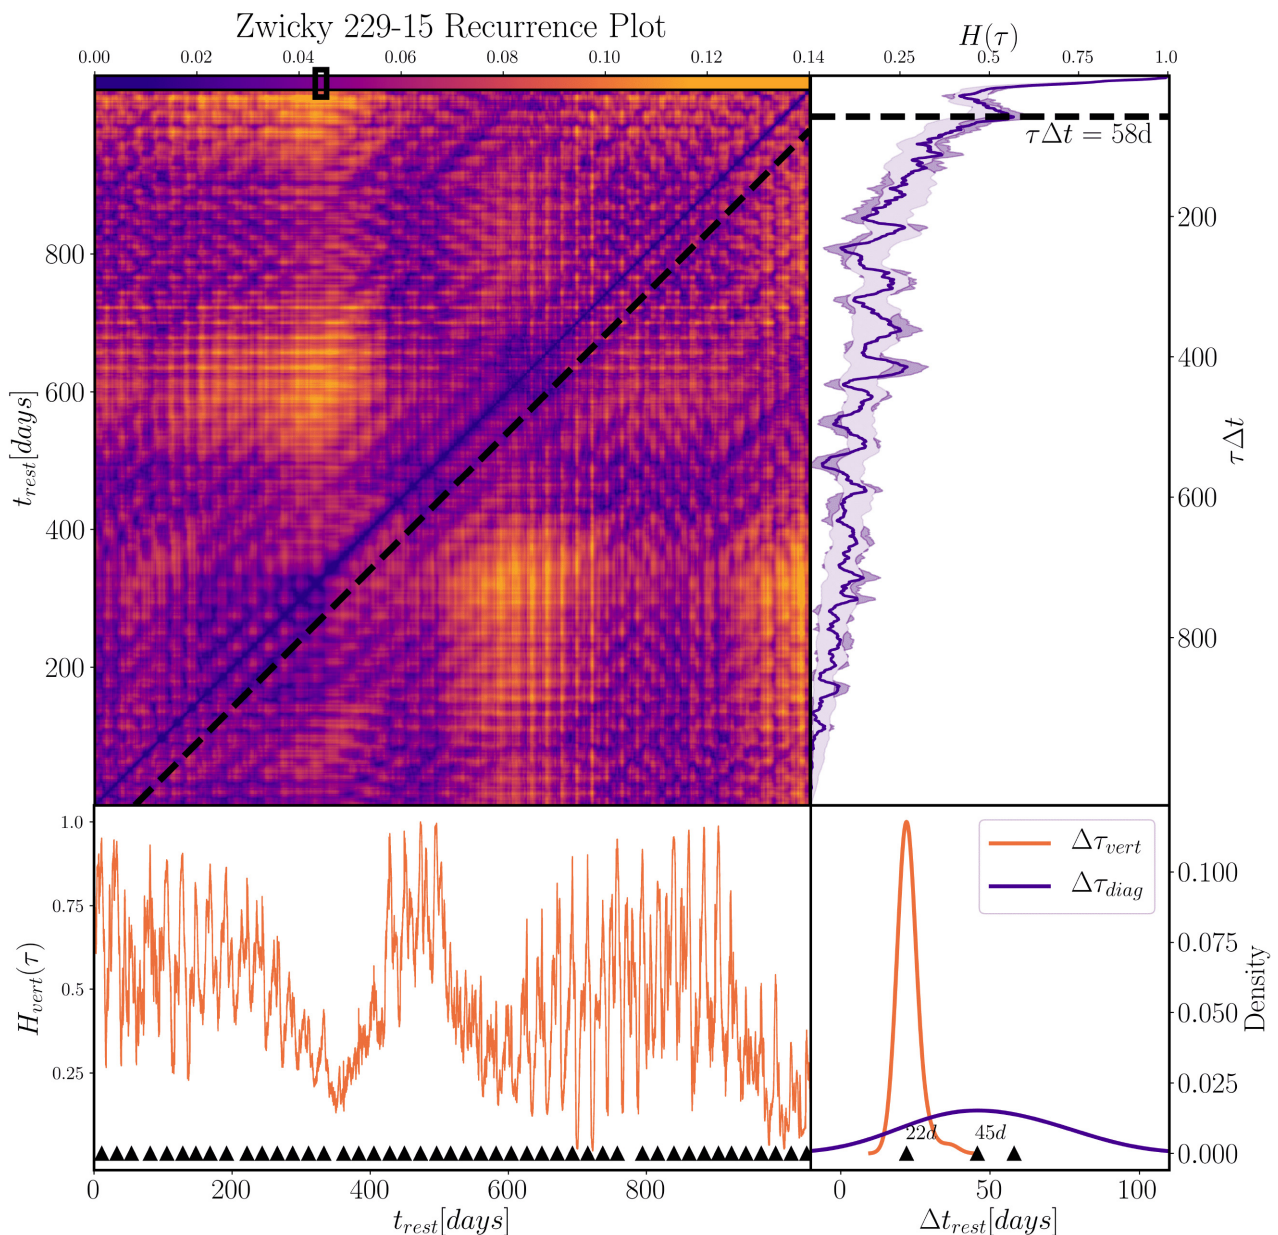 Zwicky 229-15 Recurrence Plot
H(τ)
0.00 0.02 0.04 0.06 0.08 0.10 0.12 0.14
0.25 0.5 0.75 1.0
τΔt = 58d
t_rest[days]
800
600
400
200
200
400
600
800
τΔt
H_vert(τ)
1.0
0.75
0.5
0.25
0 200 400 600 800
t_rest[days]
Δτ_vert
Δτ_diag
22d 45d
0.100
0.075
0.050
0.025
0.000
Density
0 50 100
Δt_rest[days]